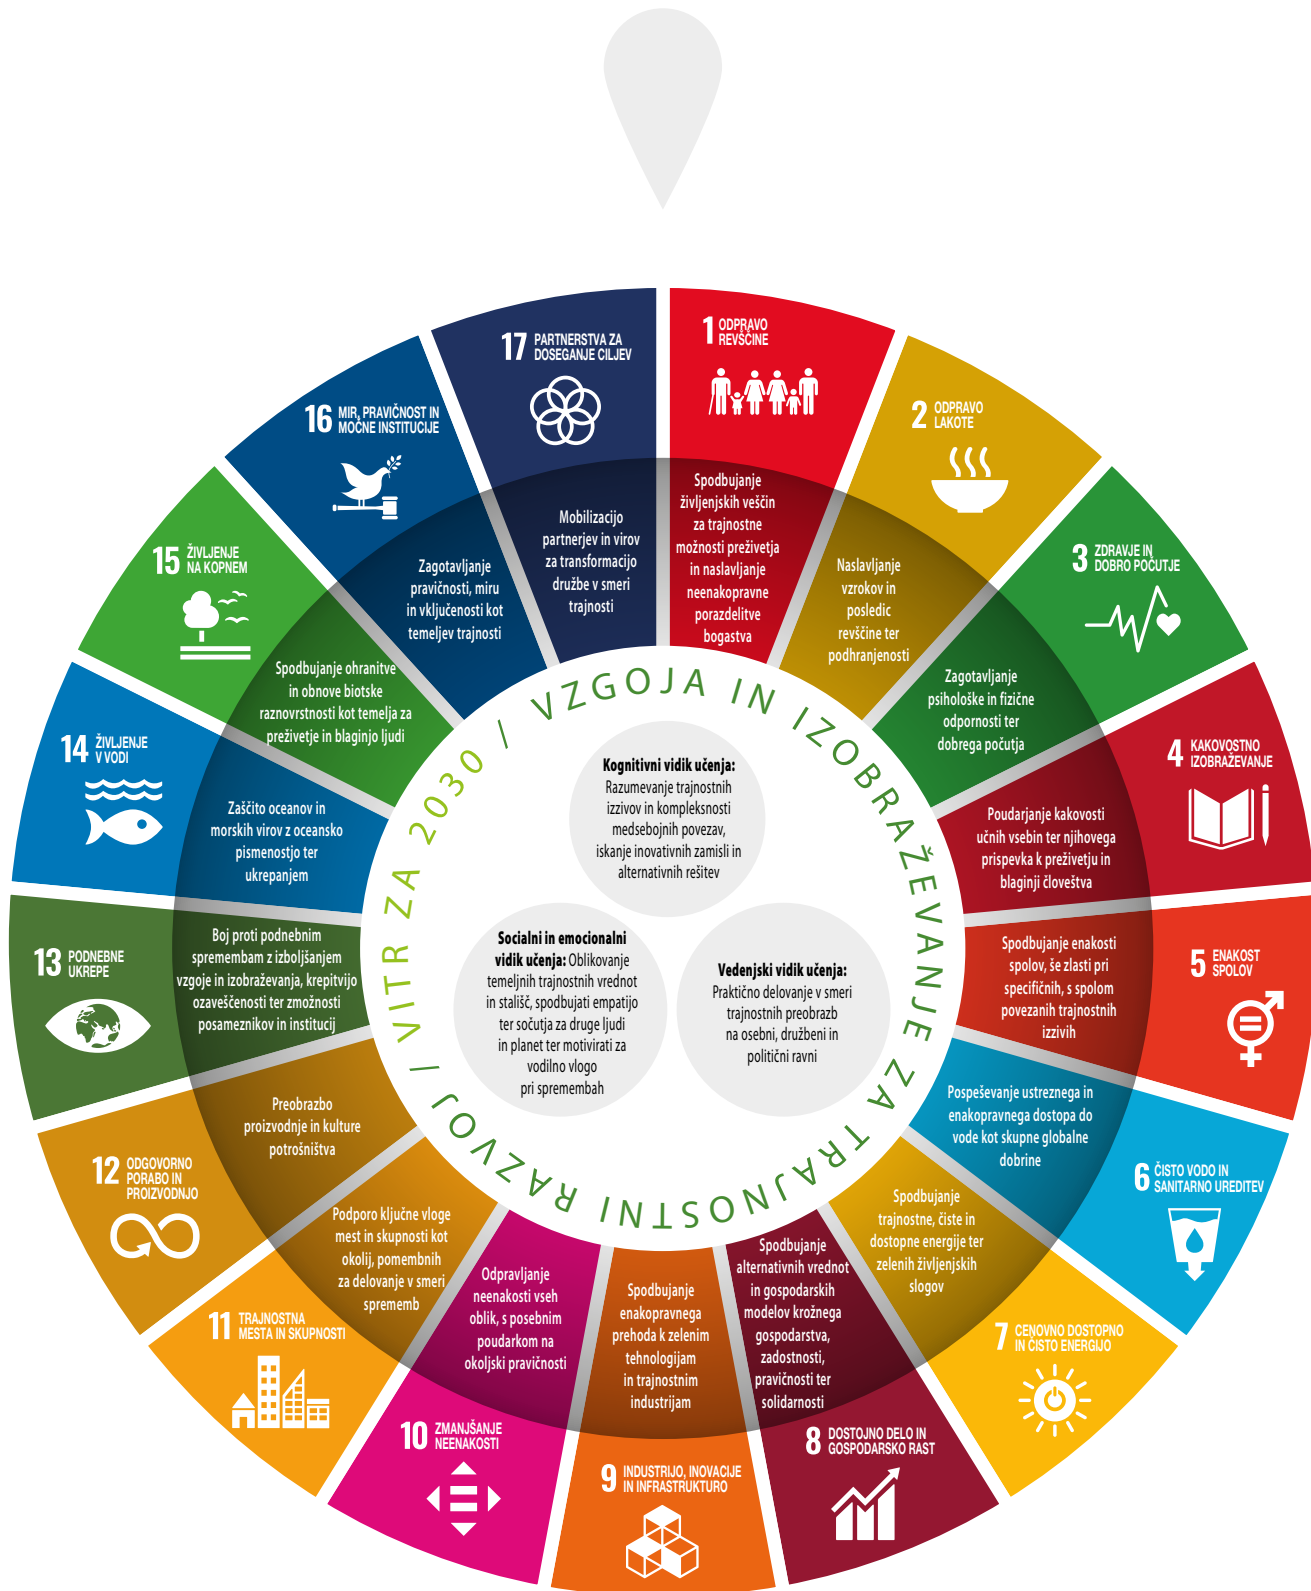 1 ODPRAVO
REVŠČINE
Spodbujanje
življenjskih veščin
za trajnostne
možnosti preživetja
in naslavljanje
neenakopravne
porazdelitve
bogastva
2 ODPRAVO
LAKOTE
Naslavljanje
vzrokov in
posledic
revščine ter
podhranjenosti
3 ZDRAVJE IN
DOBRO POČUTJE
Zagotavljanje
psihološke in fizične
odpornosti ter
dobrega počutja
4 KAKOVOSTNO
IZOBRAŽEVANJE
Poudarjanje kakovosti
učnih vsebin ter njihovega
prispevka k preživetju in
blaginji človeštva
5 ENAKOST
SPOLOV
Spodbujanje enakosti
spolov, še zlasti pri
specifičnih, s spolom
povezanih trajnostnih
izzivih
6 ČISTO VODO IN
SANITARNO UREDITEV
Pospeševanje ustreznega in
enakopravnega dostopa do
vode kot skupne globalne
dobrine
7 CENOVNO DOSTOPNO
IN ČISTO ENERGIJO
Spodbujanje
trajnostne, čiste in
dostopne energije ter
zelenih življenjskih
slogov
8 DOSTOJNO DELO IN
GOSPODARSKO RAST
Spodbujanje
alternativnih vrednot
in gospodarskih
modelov krožnega
gospodarstva,
zadostnosti,
pravičnosti ter
solidarnosti
9 INDUSTRIJO, INOVACIJE
IN INFRASTRUKTURO
Spodbujanje
enakopravnega
prehoda k zelenim
tehnologijam
in trajnostnim
industrijam
10 ZMANJŠANJE
NEENAKOSTI
Odpravljanje
neenakosti vseh
oblik, s posebnim
poudarkom na
okoljski pravičnosti
11 TRAJNOSTNA
MESTA IN SKUPNOSTI
Podporo ključne vloge
mest in skupnosti kot
okolij, pomembnih
za delovanje v smeri
sprememb
12 ODGOVORNO
PORABO IN
PROIZVODNJO
Preobrazbo
proizvodnje in kulture
potrošništva
13 PODNEBNE
UKREPE
Boj proti podnebnim
spremembam z izboljšanjem
vzgoje in izobraževanja, krepitvijo
ozaveščenosti ter zmožnosti
posameznikov in institucij
14 ŽIVLJENJE
V VODI
Zaščito oceanov in
morskih virov z oceansko
pismenostjo ter
ukrepanjem
15 ŽIVLJENJE
NA KOPNEM
Spodbujanje ohranitve
in obnove biotske
raznovrstnosti kot temelja za
preživetje in blaginjo ljudi
16 MIR, PRAVIČNOST IN
MOČNE INSTITUCIJE
Zagotavljanje
pravičnosti, miru
in vključenosti kot
temeljev trajnosti
17 PARTNERSTVA ZA
DOSEGANJE CILJEV
Mobilizacijo
partnerjev in virov
za transformacijo
družbe v smeri
trajnosti
VZGOJA IN IZOBRAŽEVANJE ZA TRAJNOSTNI RAZVOJ / VITR ZA 2030 /
Kognitivni vidik učenja:
Razumevanje trajnostnih
izzivov in kompleksnosti
medsebojnih povezav,
iskanje inovativnih zamisli in
alternativnih rešitev
Socialni in emocionalni
vidik učenja: Oblikovanje
temeljnih trajnostnih vrednot
in stališč, spodbujati empatijo
ter sočutja za druge ljudi
in planet ter motivirati za
vodilno vlogo
pri spremembah
Vedenjski vidik učenja:
Praktično delovanje v smeri
trajnostnih preobrazb
na osebni, družbeni in
politični ravni